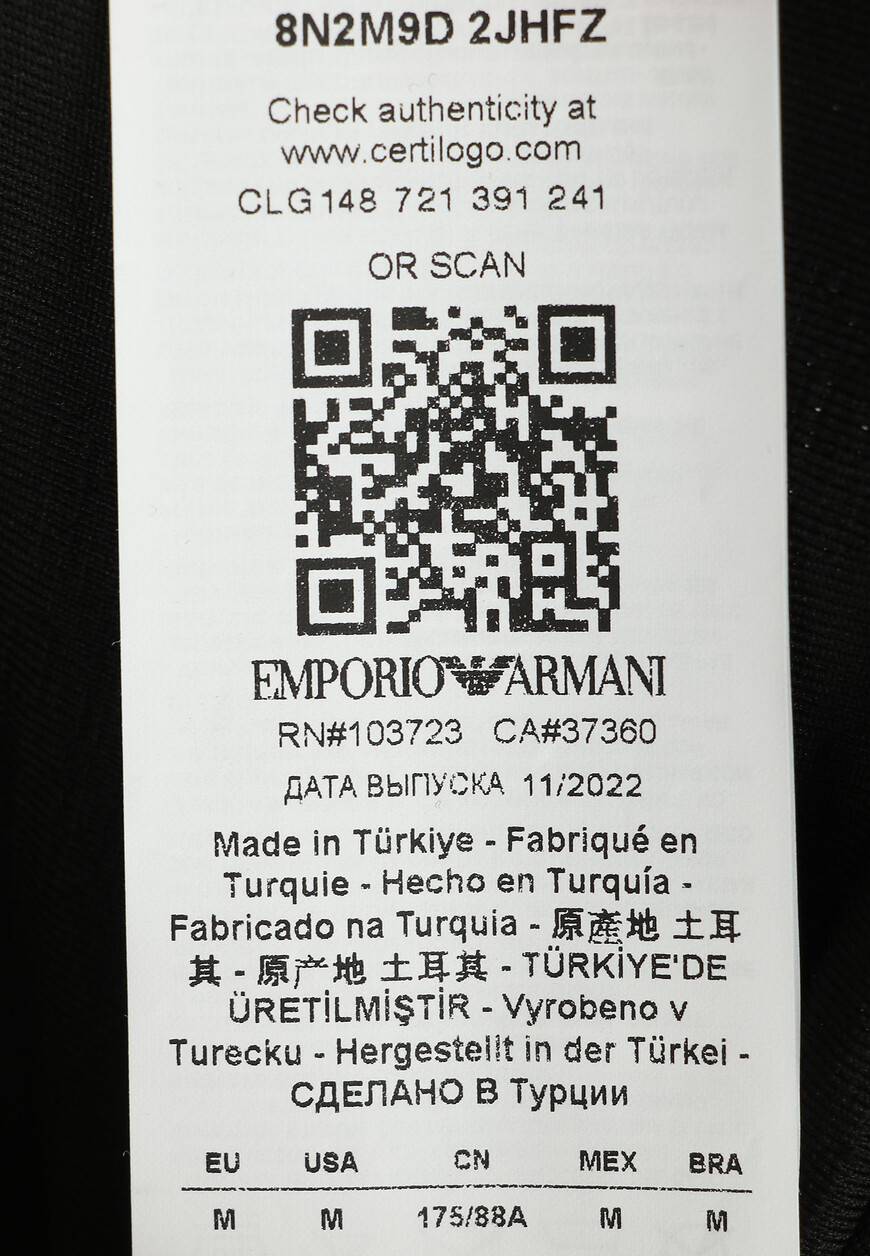 8N2M9D 2JHFZ
Check authenticity at
www.certilogo.com
CLG 148 721 391 241
OR SCAN
EMPORIO ARMANI
RN#103723 CA#37360
ДАТА ВЫПУСКА 11/2022
Made in Türkiye - Fabriqué en
Turquie - Hecho en Turquía -
Fabricado na Turquia - 原產地 土耳
其 - 原产地 土耳其 - TÜRKİYE'DE
ÜRETİLMİŞTİR - Vyrobeno v
Turecku - Hergestellt in der Türkei -
СДЕЛАНО В Турции
EU USA CN MEX BRA
M M 175/88A M M